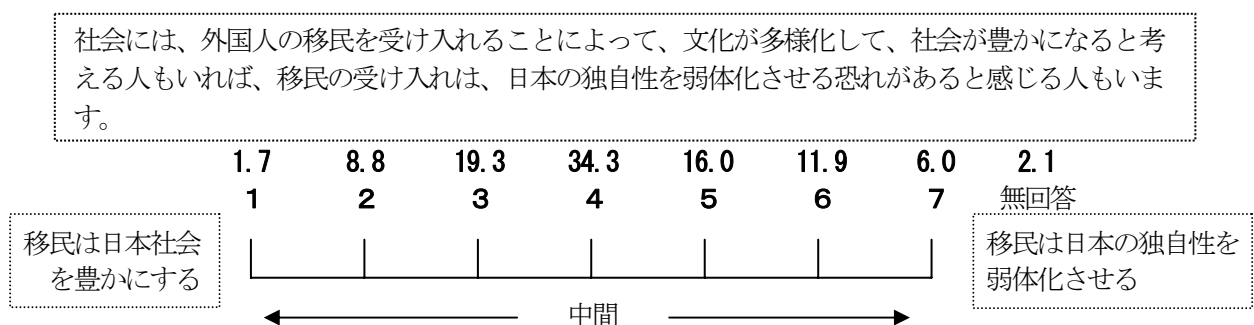 社会には、外国人の移民を受け入れることによって、文化が多様化して、社会が豊かになると考
える人もいれば、移民の受け入れは、日本の独自性を弱体化させる恐れがあると感じる人もいま
す。
1.7 8.8 19.3 34.3 16.0 11.9 6.0 2.1
1 2 3 4 5 6 7 無回答
移民は日本社会
を豊かにする
移民は日本の独自性を
弱体化させる
中間